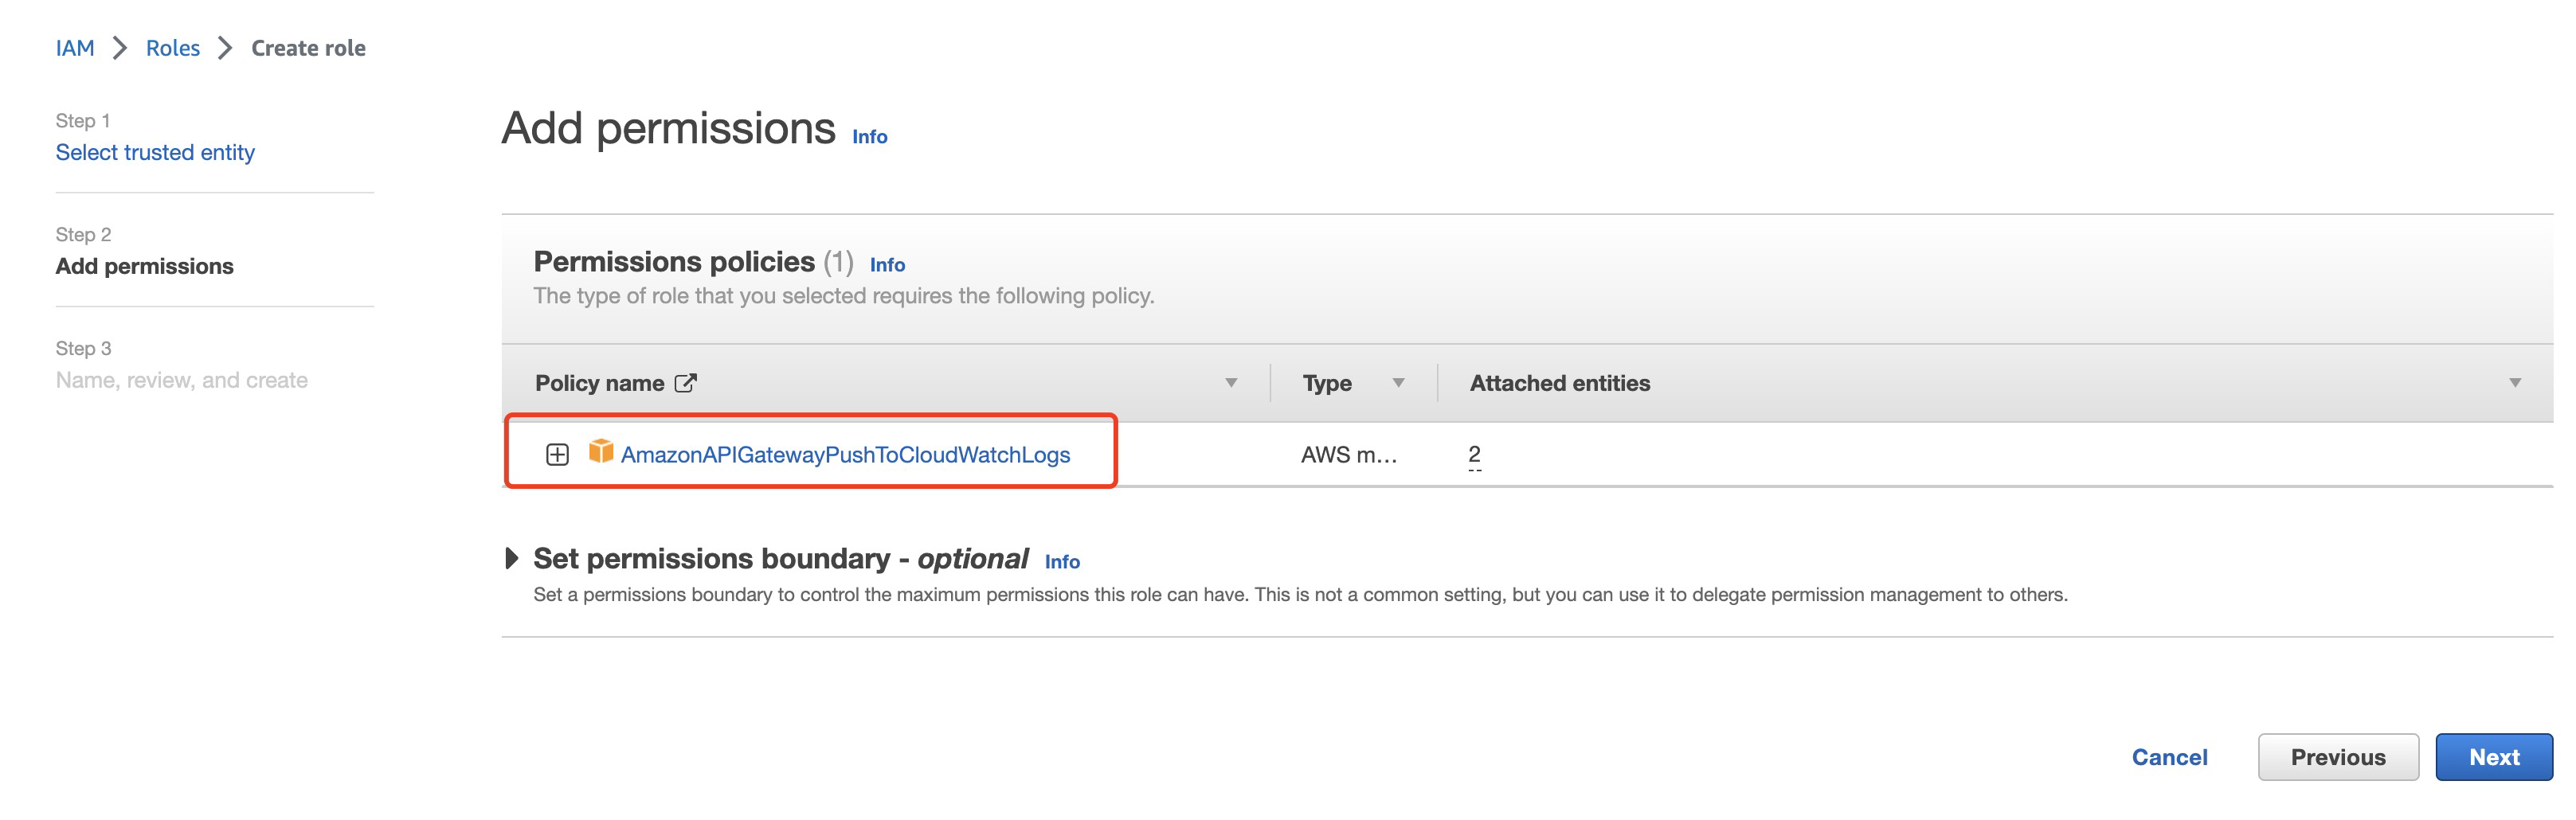 IAM > Roles > Create role
Step 1
Select trusted entity
Step 2
Add permissions
Step 3
Name, review, and create
Add permissions Info
Permissions policies (1) Info
The type of role that you selected requires the following policy.
Policy name Type Attached entities
AmazonAPIGatewayPushToCloudWatchLogs AWS m... 2
Set permissions boundary - optional Info
Set a permissions boundary to control the maximum permissions this role can have. This is not a common setting, but you can use it to delegate permission management to others.
Cancel Previous Next